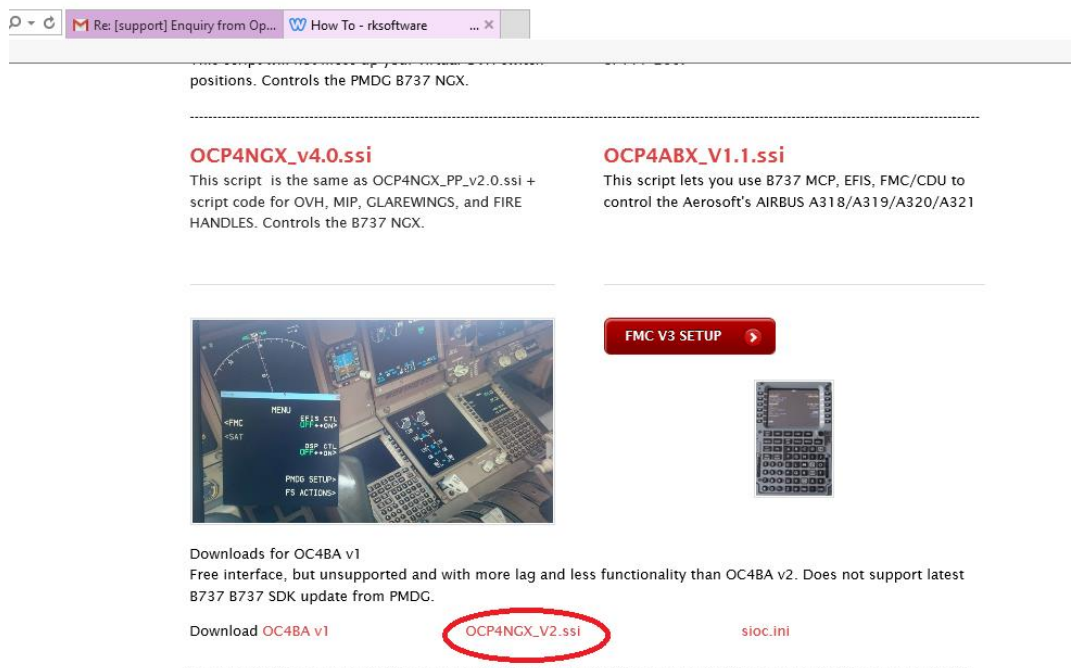 Re: [support] Enquiry from Op...
How To - rksoftware ...
positions. Controls the PMDG B737 NGX.
OCP4NGX_v4.0.ssi
This script is the same as OCP4NGX_PP_v2.0.ssi +
script code for OVH, MIP, GLAREWINGS, and FIRE
HANDLES. Controls the B737 NGX.
OCP4ABX_V1.1.ssi
This script lets you use B737 MCP, EFIS, FMC/CDU to
control the Aerosoft's AIRBUS A318/A319/A320/A321
MENU
<FMC
EFIS CTL
OFF↔ON>
<SAT
DSP CTL
OFF↔ON>
PMDG SETUP>
FS ACTIONS>
FMC V3 SETUP
Downloads for OC4BA v1
Free interface, but unsupported and with more lag and less functionality than OC4BA v2. Does not support latest
B737 B737 SDK update from PMDG.
Download OC4BA v1
OCP4NGX_V2.ssi
sioc.ini